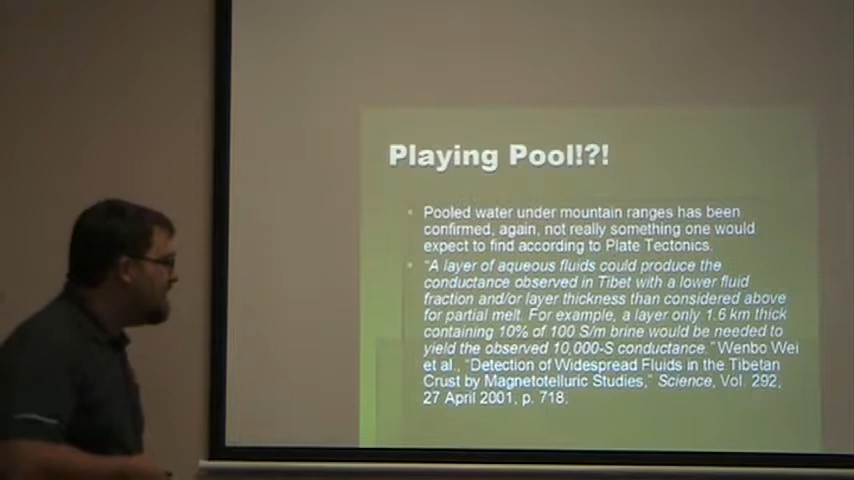 Playing Pool!?!
Pooled water under mountain ranges has been
confirmed, again, not really something one would
expect to find according to Plate Tectonics.
"A layer of aqueous fluids could produce the
conductance observed in Tibet with a lower fluid
fraction and/or layer thickness than considered above
for partial melt. For example, a layer only 1.6 km thick
containing 10% of 100 S/m brine would be needed to
yield the observed 10,000-S conductance." Wenbo Wei
et al., "Detection of Widespread Fluids in the Tibetan
Crust by Magnetotelluric Studies," Science, Vol. 292,
27 April 2001, p. 718.